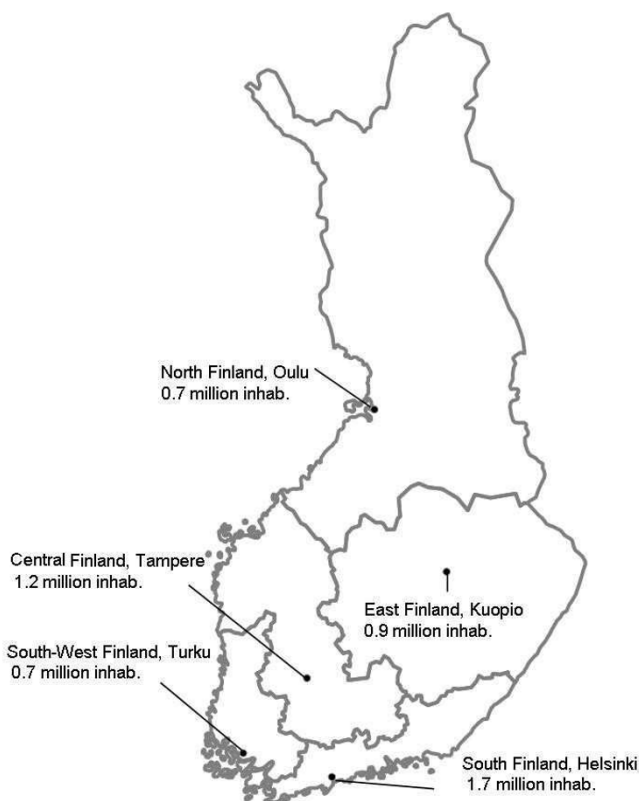 North Finland, Oulu
0.7 million inhab.
Central Finland, Tampere
1.2 million inhab.
East Finland, Kuopio
0.9 million inhab.
South-West Finland, Turku
0.7 million inhab.
South Finland, Helsinki
1.7 million inhab.